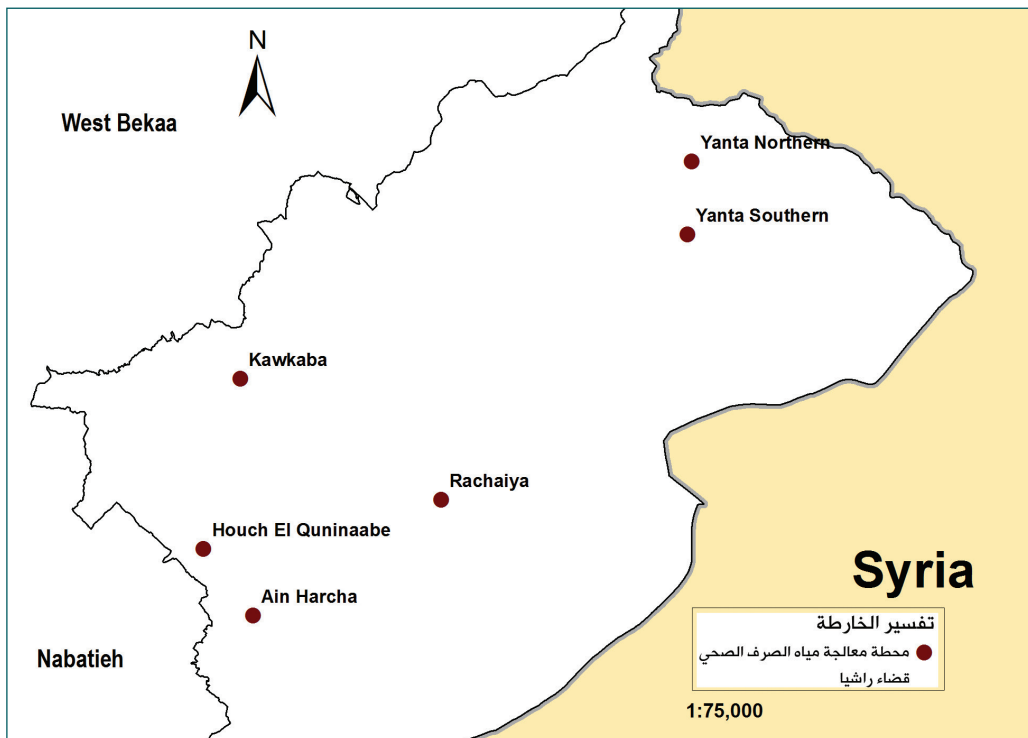 N
West Bekaa
Yanta Northern
Yanta Southern
Kawkaba
Rachaiya
Houch El Quninaabe
Ain Harcha
Syria
Nabatieh
تفسير الخارطة
محطة معالجة مياه الصرف الصحي
قضاء راشيا
1:75,000